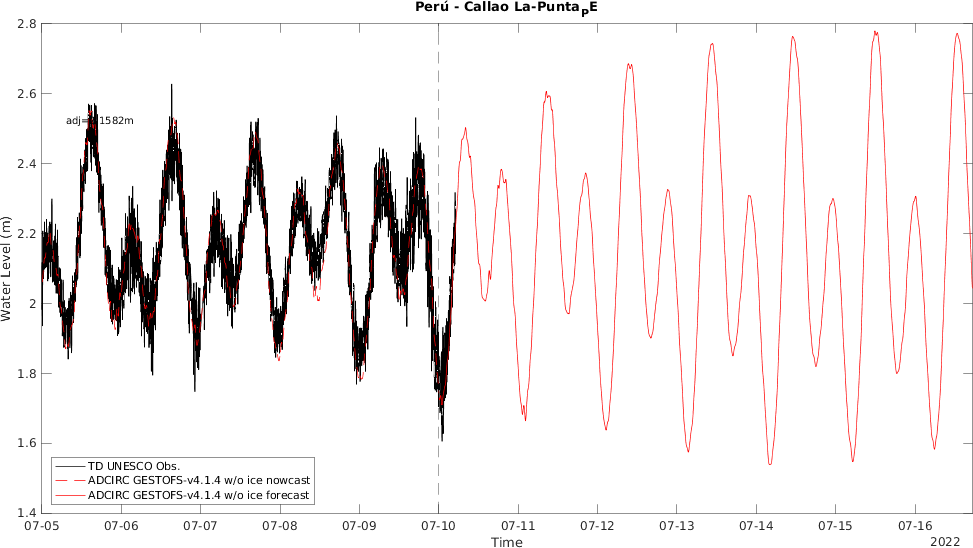 Perú - Callao La-Punta_PE
2.8
2.6
2.4
2.2
2
1.8
1.6
1.4
Water Level (m)
1582m
TD UNESCO Obs.
ADCIRC GESTOFS-v4.1.4 w/o ice nowcast
ADCIRC GESTOFS-v4.1.4 w/o ice forecast
07-05 07-06 07-07 07-08 07-09 07-10 07-11 07-12 07-13 07-14 07-15 07-16
Time
2022